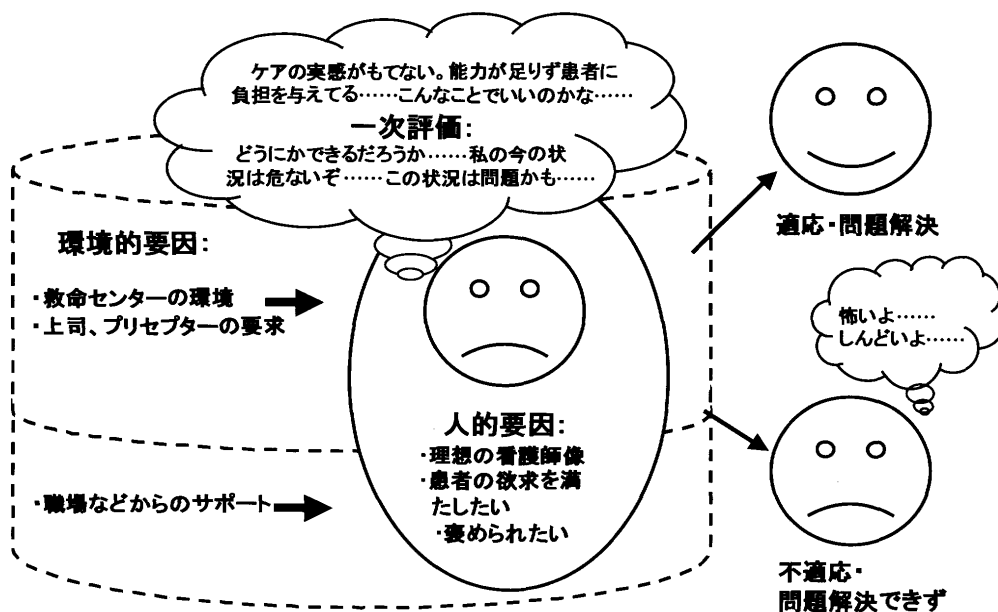 ケアの実感がもてない。能力が足りず患者に
負担を与えてる……こんなことでいいのかな……
一次評価：
どうにかできるだろうか……私の今の状
況は危ないぞ……この状況は問題かも……
環境的要因：
・救命センターの環境
・上司、プリセプターの要求
・職場などからのサポート
人的要因：
・理想の看護師像
・患者の欲求を満
たしたい
・褒められたい
適応・問題解決
怖いよ……
しんどいよ……
不適応・
問題解決できず